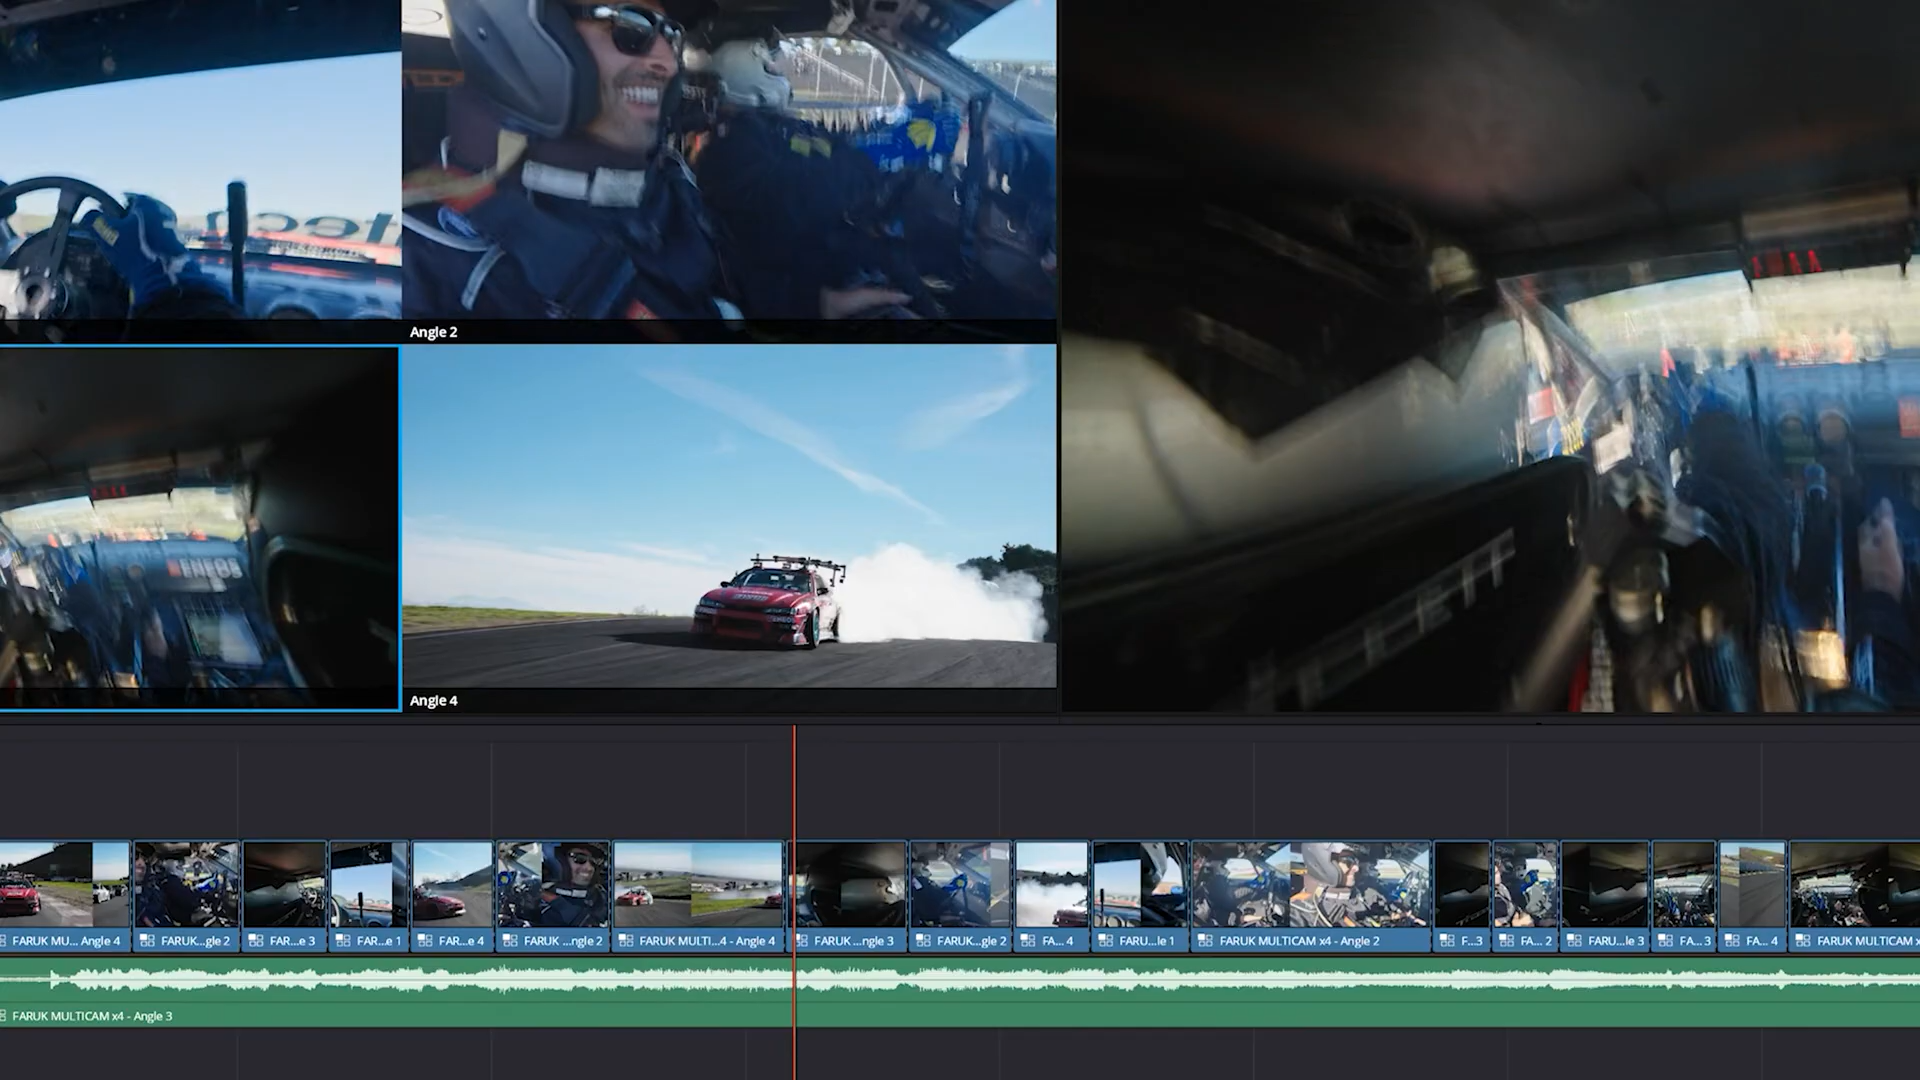 Angle 2
ENEOS
Angle 4
FARUK MU... Angle 4
FARUK...gle 2
FAR...e 3
FAR...e 1
FAR...e 4
FARUK ...ngle 2
FARUK MULTI...4 - Angle 4
FARUK ...ngle 3
FARUK...gle 2
FA... 4
FARU...le 1
FARUK MULTICAM x4 - Angle 2
F...3
FA... 2
FARU...le 3
FA... 3
FA... 4
FARUK MULTICAM x
FARUK MULTICAM x4 - Angle 3